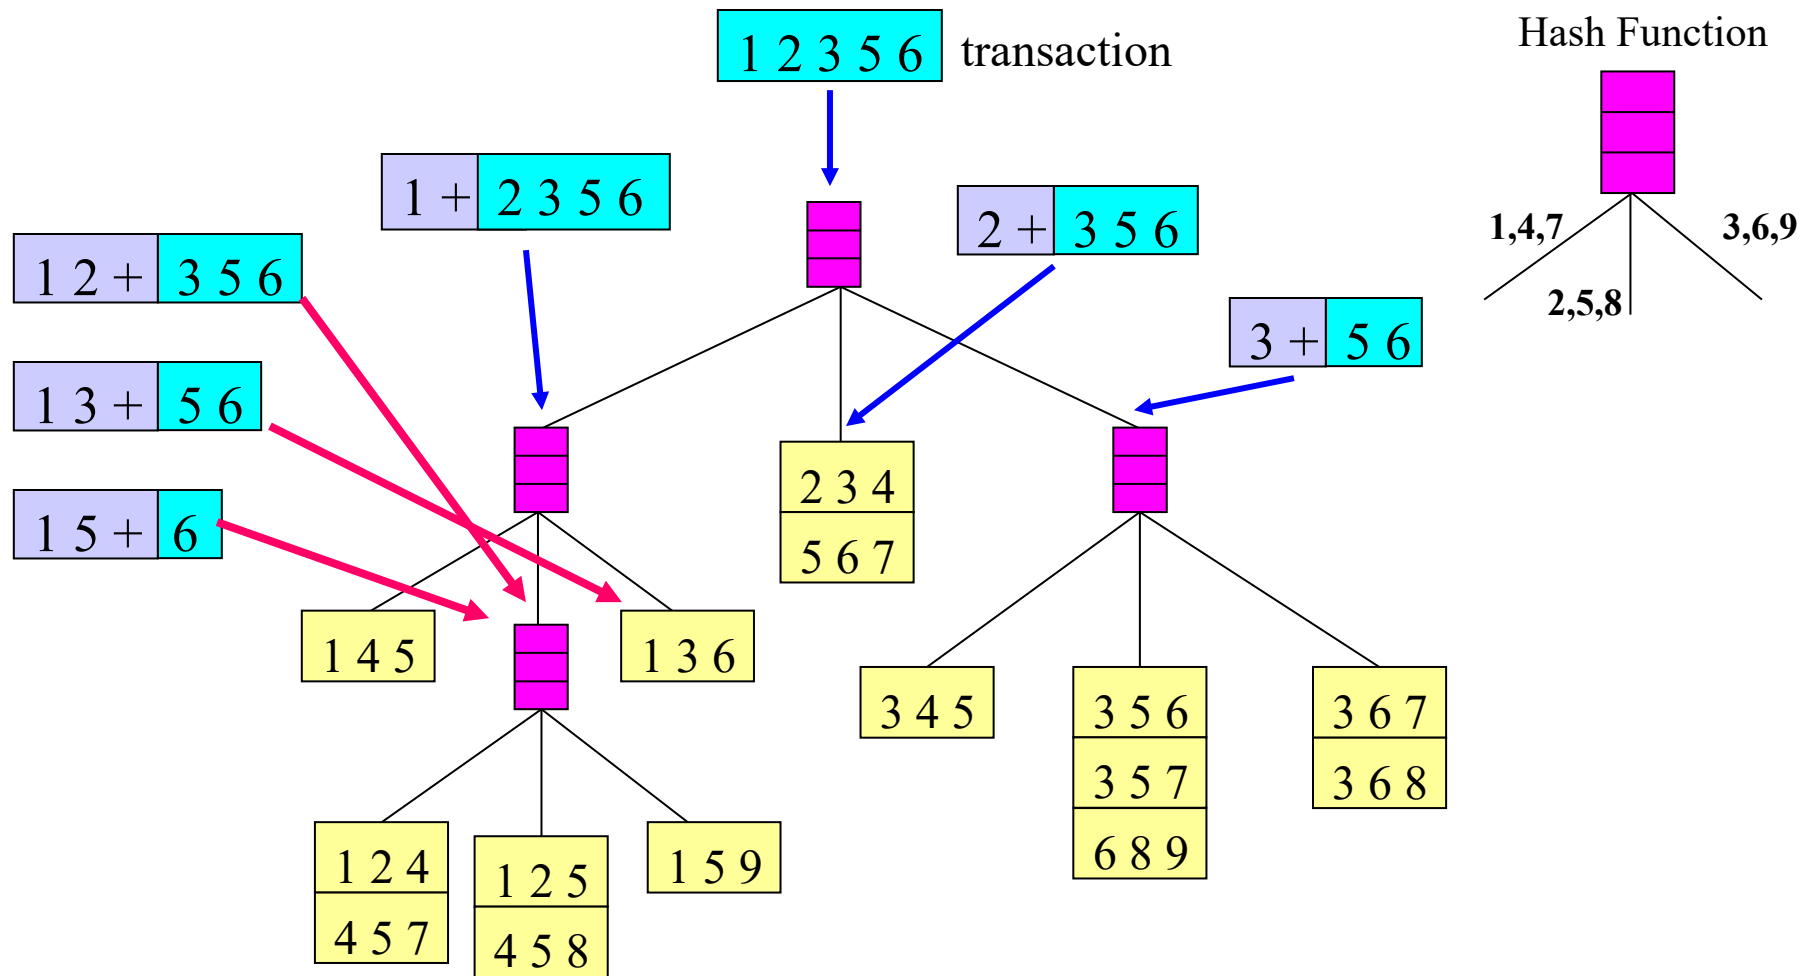 1 2 3 5 6 transaction
Hash Function
1 + 2 3 5 6
2 + 3 5 6
1,4,7
3,6,9
2,5,8
1 2 + 3 5 6
3 + 5 6
1 3 + 5 6
1 5 + 6
2 3 4
5 6 7
1 4 5
1 3 6
3 4 5
3 5 6
3 5 7
6 8 9
3 6 7
3 6 8
1 2 4
4 5 7
1 2 5
4 5 8
1 5 9